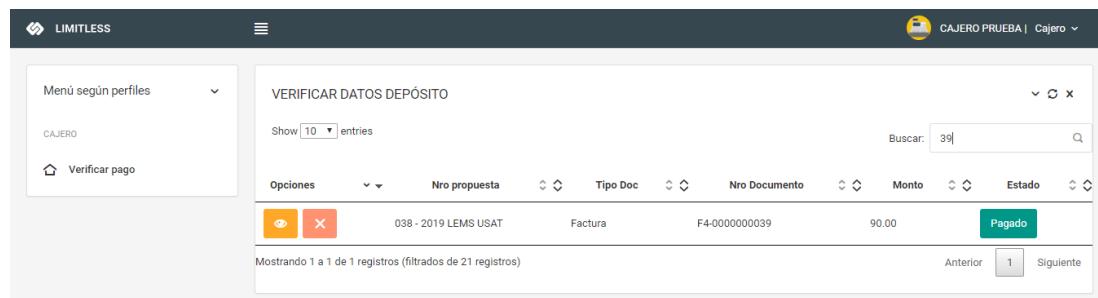 LIMITLESS
CAJERO PRUEBA | Cajero
Menú según perfiles
CAJERO
Verificar pago
VERIFICAR DATOS DEPÓSITO
Show 10 entries
Buscar: 39
Opciones Nro propuesta Tipo Doc Nro Documento Monto Estado
038 - 2019 LEMS USAT Factura F4-0000000039 90.00 Pagado
Mostrando 1 a 1 de 1 registros (filtrados de 21 registros)
Anterior 1 Siguiente